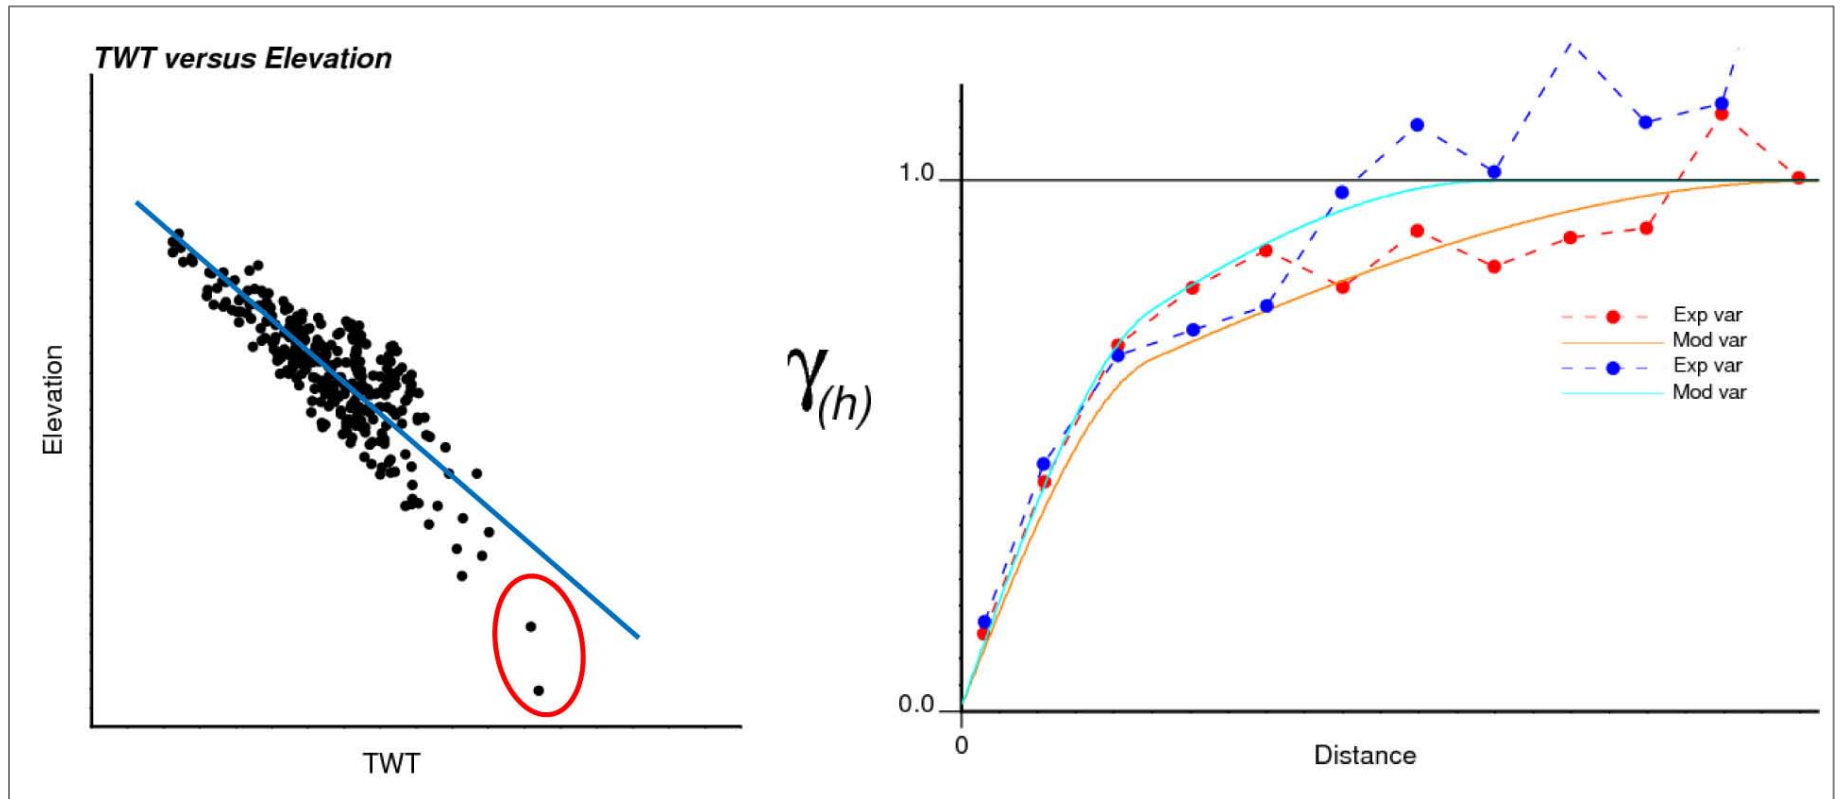 TWT versus Elevation
Elevation
TWT
γ(h)
1.0
0.0
0
Distance
Exp var
Mod var
Exp var
Mod var